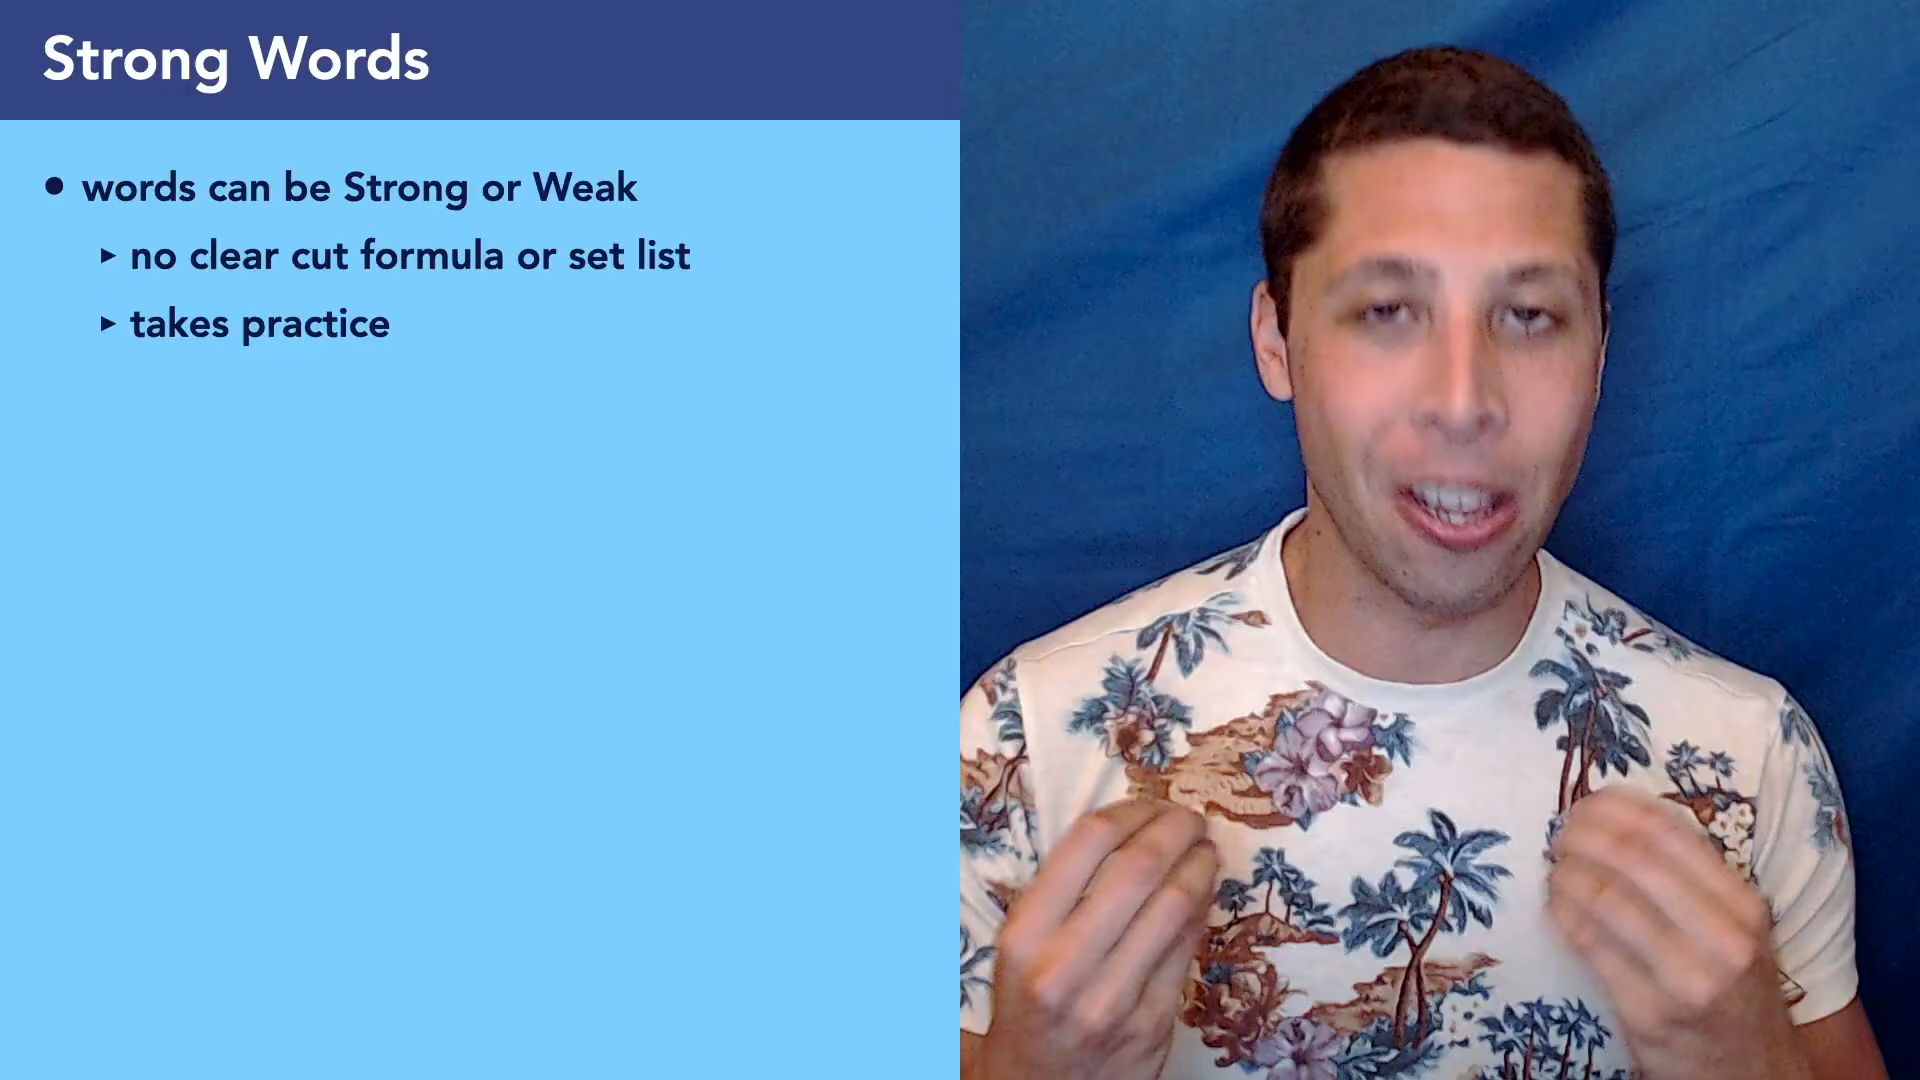 Strong Words
• words can be Strong or Weak
▸ no clear cut formula or set list
▸ takes practice